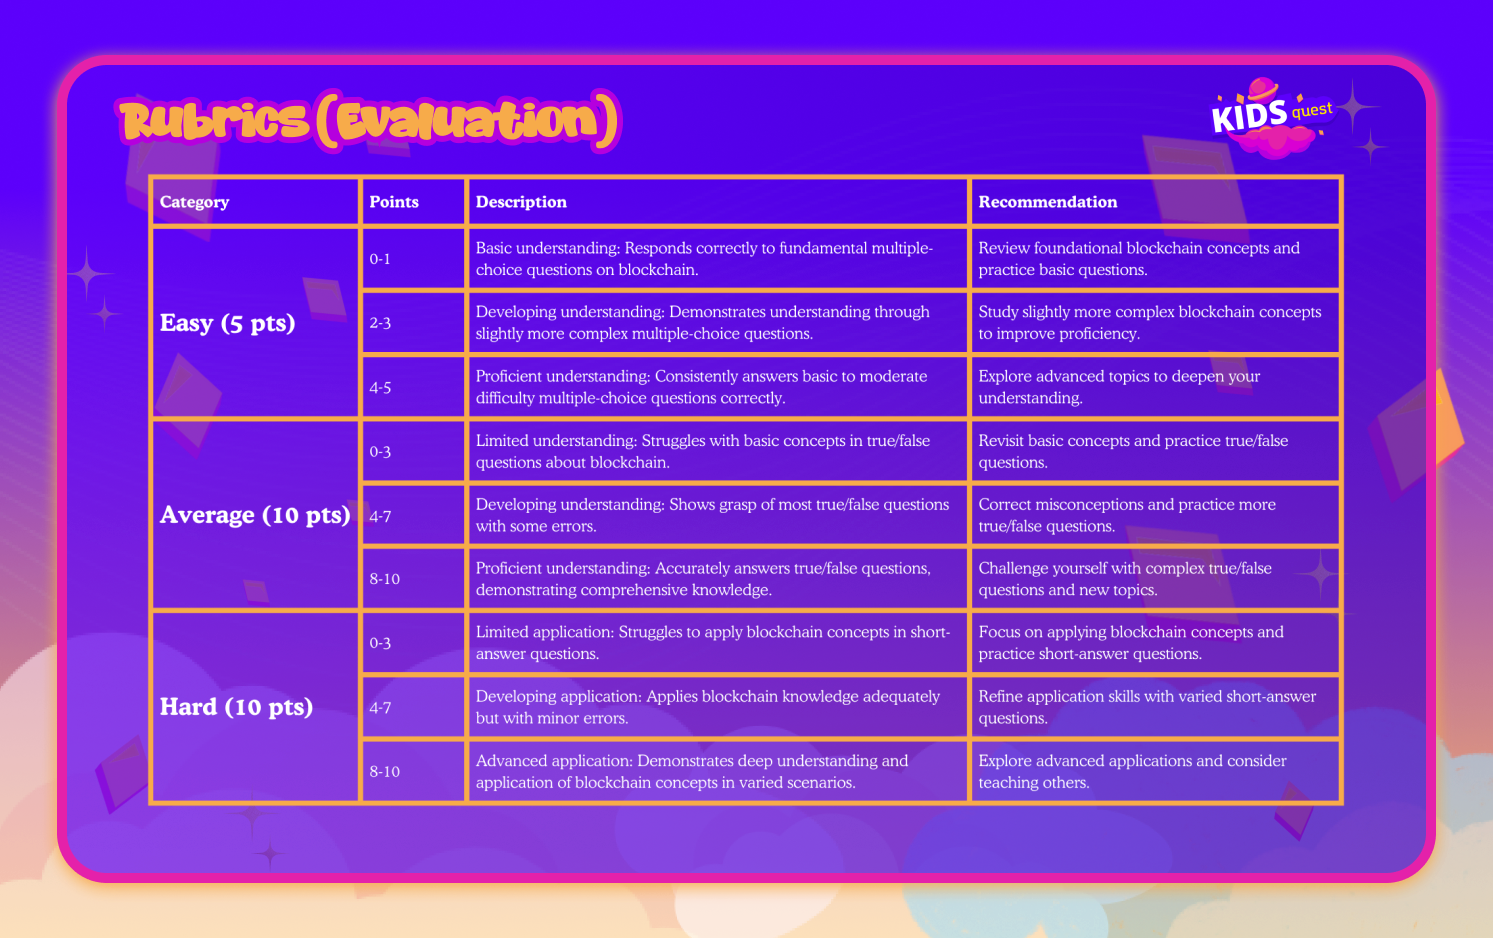 Rubrics (Evaluation)
KIDS quest
Category
Points
Description
Recommendation
Easy (5 pts)
0-1
Basic understanding: Responds correctly to fundamental multiple-
choice questions on blockchain.
Review foundational blockchain concepts and
practice basic questions.
2-3
Developing understanding: Demonstrates understanding through
slightly more complex multiple-choice questions.
Study slightly more complex blockchain concepts
to improve proficiency.
4-5
Proficient understanding: Consistently answers basic to moderate
difficulty multiple-choice questions correctly.
Explore advanced topics to deepen your
understanding.
Average (10 pts)
0-3
Limited understanding: Struggles with basic concepts in true/false
questions about blockchain.
Revisit basic concepts and practice true/false
questions.
4-7
Developing understanding: Shows grasp of most true/false questions
with some errors.
Correct misconceptions and practice more
true/false questions.
8-10
Proficient understanding: Accurately answers true/false questions,
demonstrating comprehensive knowledge.
Challenge yourself with complex true/false
questions and new topics.
Hard (10 pts)
0-3
Limited application: Struggles to apply blockchain concepts in short-
answer questions.
Focus on applying blockchain concepts and
practice short-answer questions.
4-7
Developing application: Applies blockchain knowledge adequately
but with minor errors.
Refine application skills with varied short-answer
questions.
8-10
Advanced application: Demonstrates deep understanding and
application of blockchain concepts in varied scenarios.
Explore advanced applications and consider
teaching others.